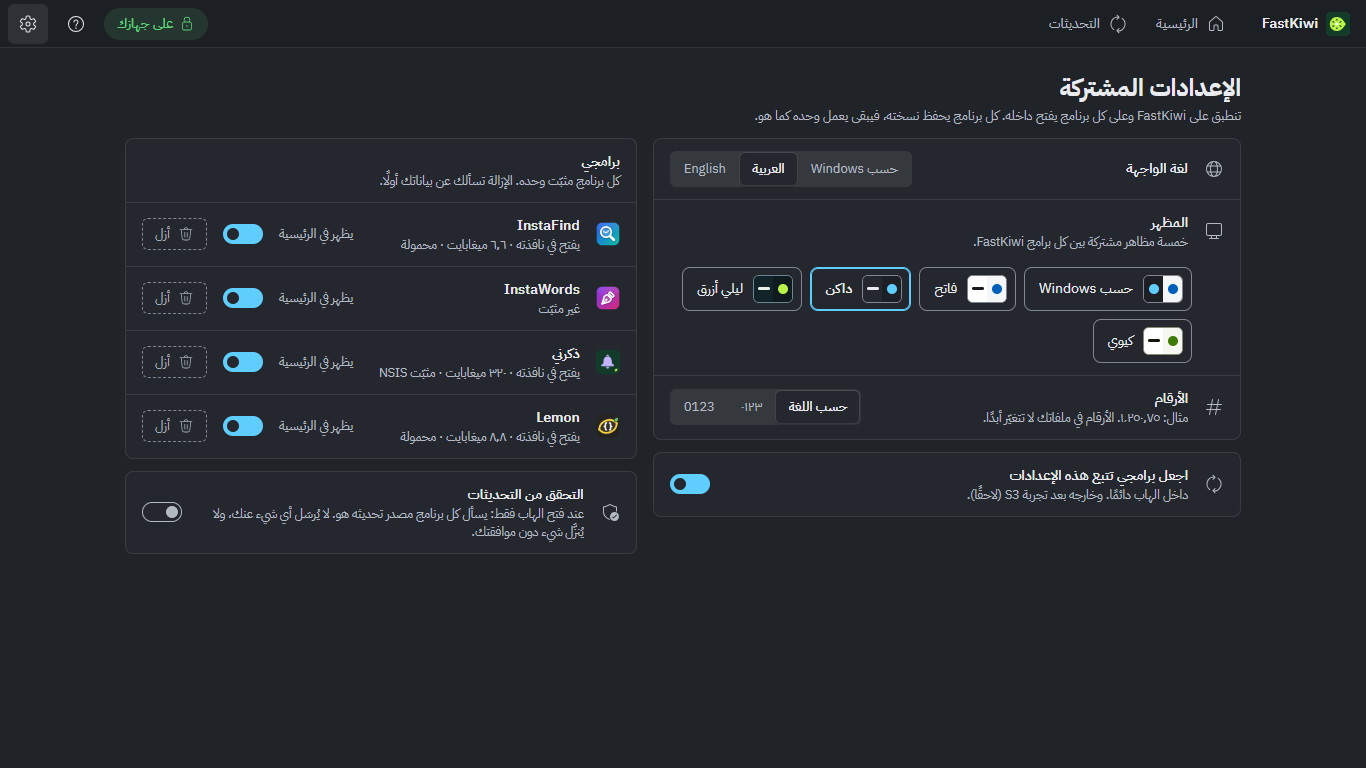 FastKiwi
الرئيسية
التحديثات
على جهازك
الإعدادات المشتركة
تنطبق على FastKiwi وعلى كل برنامج يفتح داخله. كل برنامج يحفظ نسخته، فيبقى يعمل وحده كما هو.
لغة الواجهة
حسب Windows
العربية
English
المظهر
خمسة مظاهر مشتركة بين كل برامج FastKiwi.
حسب Windows
فاتح
داكن
ليلي أزرق
كيوي
الأرقام
مثال: ١.٢٥٠,٧٥. الأرقام في ملفاتك لا تتغيّر أبدًا.
حسب اللغة
٠١٢٣
0123
اجعل برامجي تتبع هذه الإعدادات
داخل الهاب دائمًا. وخارجه بعد تجربة S3 (لاحقًا).
برامجي
كل برنامج مثبّت وحده. الإزالة تسألك عن بياناتك أولًا.
InstaFind
يفتح في نافذته · ٦٫٦٠ ميغابايت · محمولة
يظهر في الرئيسية
أزل
InstaWords
غير مثبّت
يظهر في الرئيسية
أزل
ذكرني
يفتح في نافذته · ٣٢٠٠ ميغابايت · مثبّت NSIS
يظهر في الرئيسية
أزل
Lemon
يفتح في نافذته · ٨٫٨٠ ميغابايت · محمولة
يظهر في الرئيسية
أزل
التحقق من التحديثات
عند فتح الهاب فقط: يسأل كل برنامج مصدر تحديثه هو. لا يُرسَل أي شيء عنك، ولا
يُنزَّل شيء دون موافقتك.